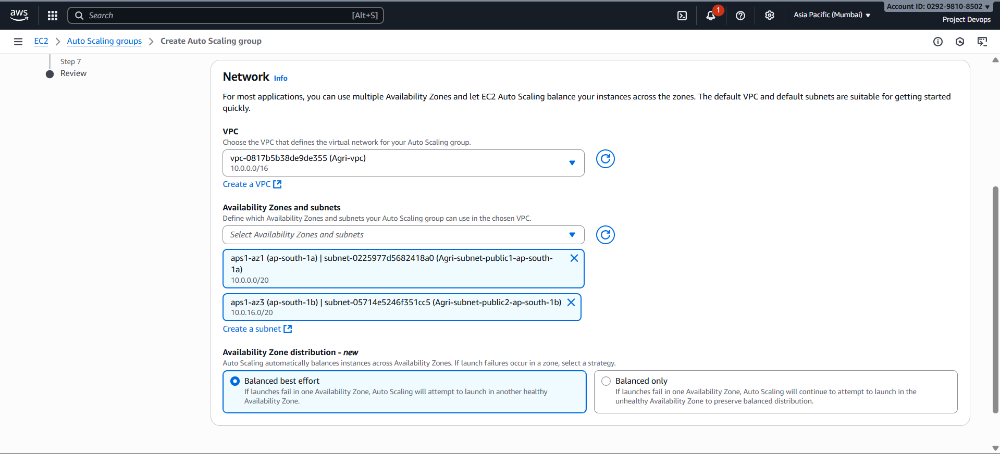 aws
Search
[Alt+S]
1
Asia Pacific (Mumbai)
Account ID: 0292-9810-8502
Project Devops
EC2
Auto Scaling groups
Create Auto Scaling group
Step 7
Review
Network Info
For most applications, you can use multiple Availability Zones and let EC2 Auto Scaling balance your instances across the zones. The default VPC and default subnets are suitable for getting started
quickly.
VPC
Choose the VPC that defines the virtual network for your Auto Scaling group.
vpc-0817b5b38de9de355 (Agri-vpc)
10.0.0.0/16
Create a VPC
Availability Zones and subnets
Define which Availability Zones and subnets your Auto Scaling group can use in the chosen VPC.
Select Availability Zones and subnets
aps1-az1 (ap-south-1a) | subnet-0225977d5682418a0 (Agri-subnet-public1-ap-south-
1a)
10.0.0.0/20
aps1-az3 (ap-south-1b) | subnet-05714e5246f351cc5 (Agri-subnet-public2-ap-south-1b)
10.0.16.0/20
Create a subnet
Availability Zone distribution - new
Auto Scaling automatically balances instances across Availability Zones. If launch failures occur in a zone, select a strategy.
Balanced best effort
If launches fail in one Availability Zone, Auto Scaling will attempt to launch in another healthy
Availability Zone.
Balanced only
If launches fail in one Availability Zone, Auto Scaling will continue to attempt to launch in the
unhealthy Availability Zone to preserve balanced distribution.